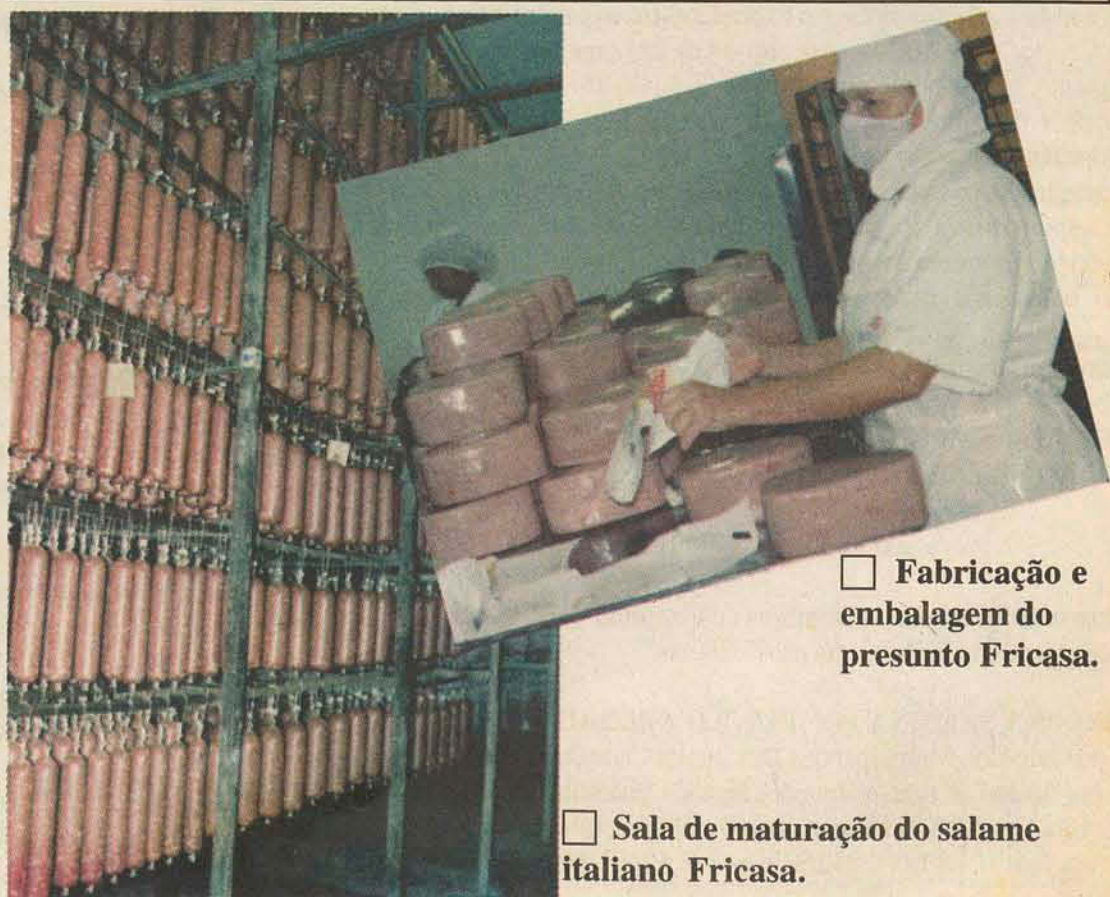 ☐ Fabricação e
embalagem do
presunto Fricasa.
☐ Sala de maturação do salame
italiano Fricasa.